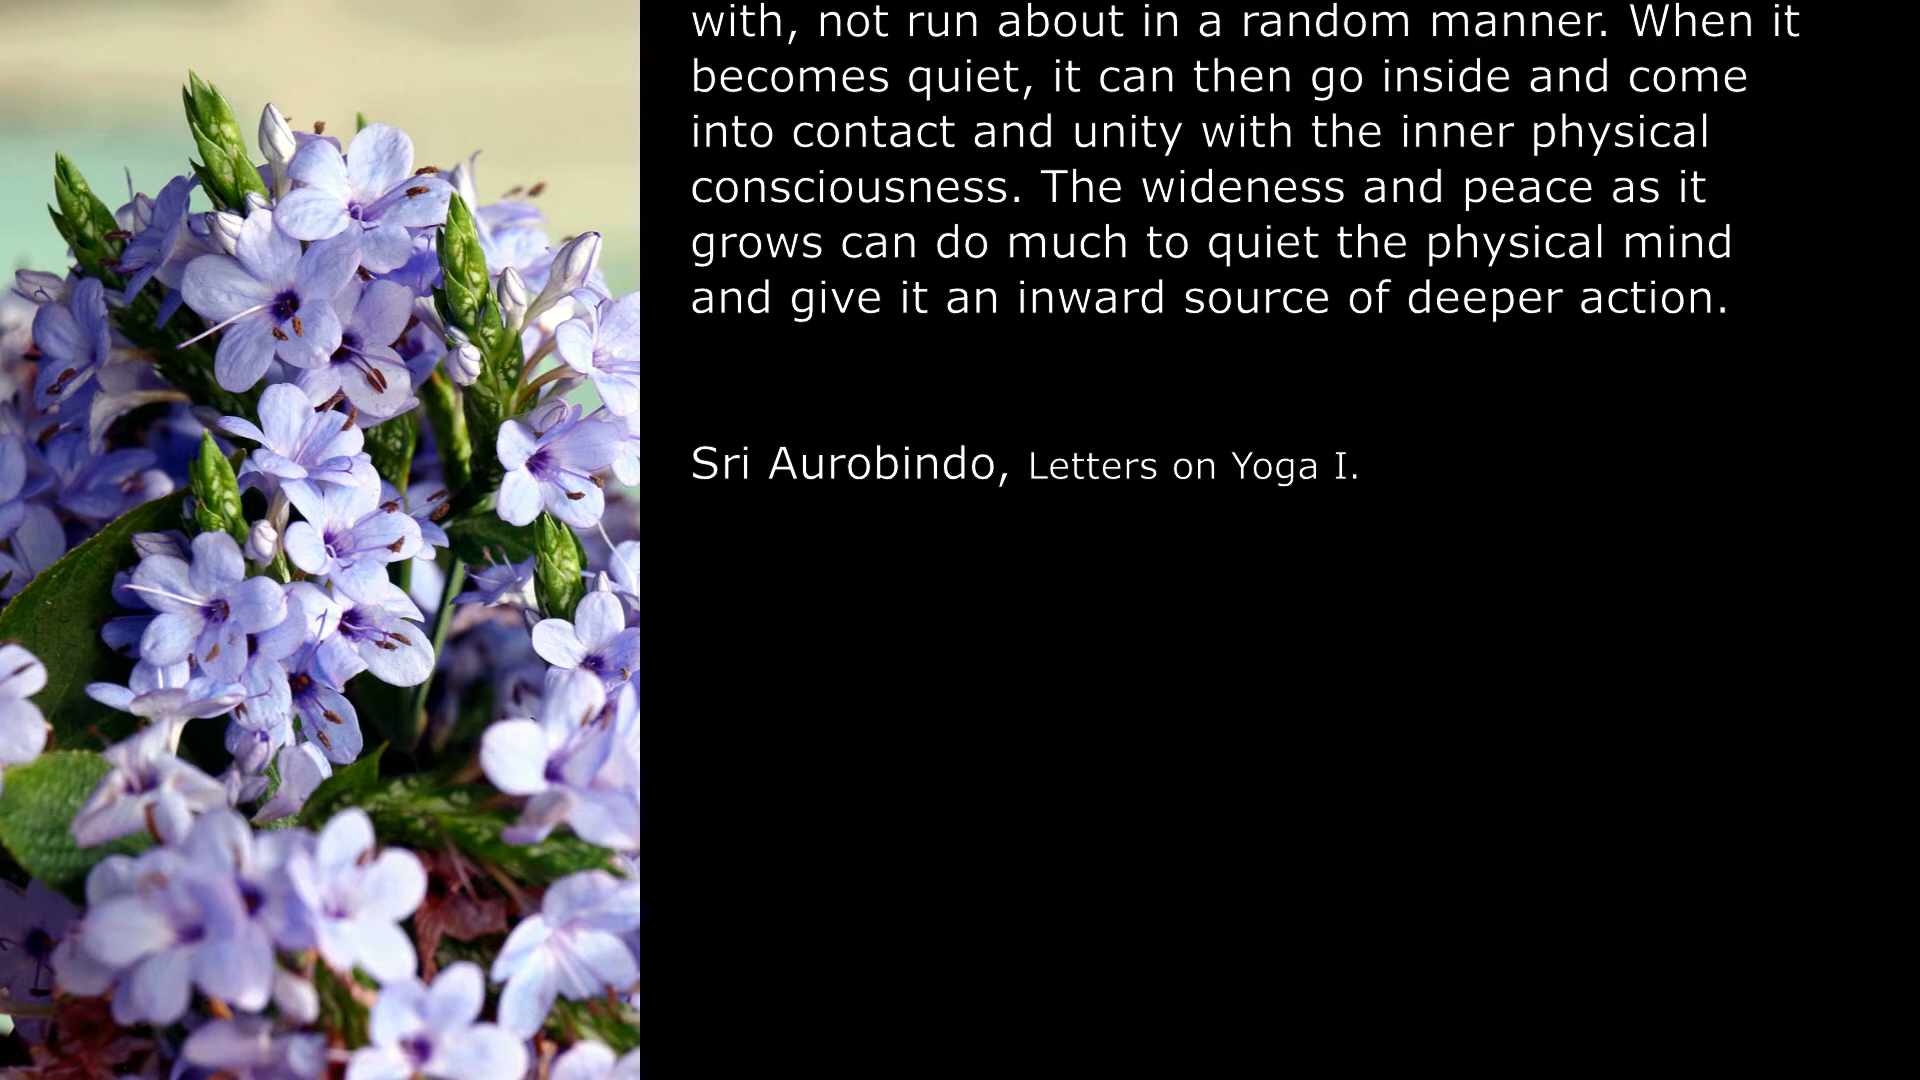 with, not run about in a random manner. When it
becomes quiet, it can then go inside and come
into contact and unity with the inner physical
consciousness. The wideness and peace as it
grows can do much to quiet the physical mind
and give it an inward source of deeper action.
Sri Aurobindo, Letters on Yoga I.